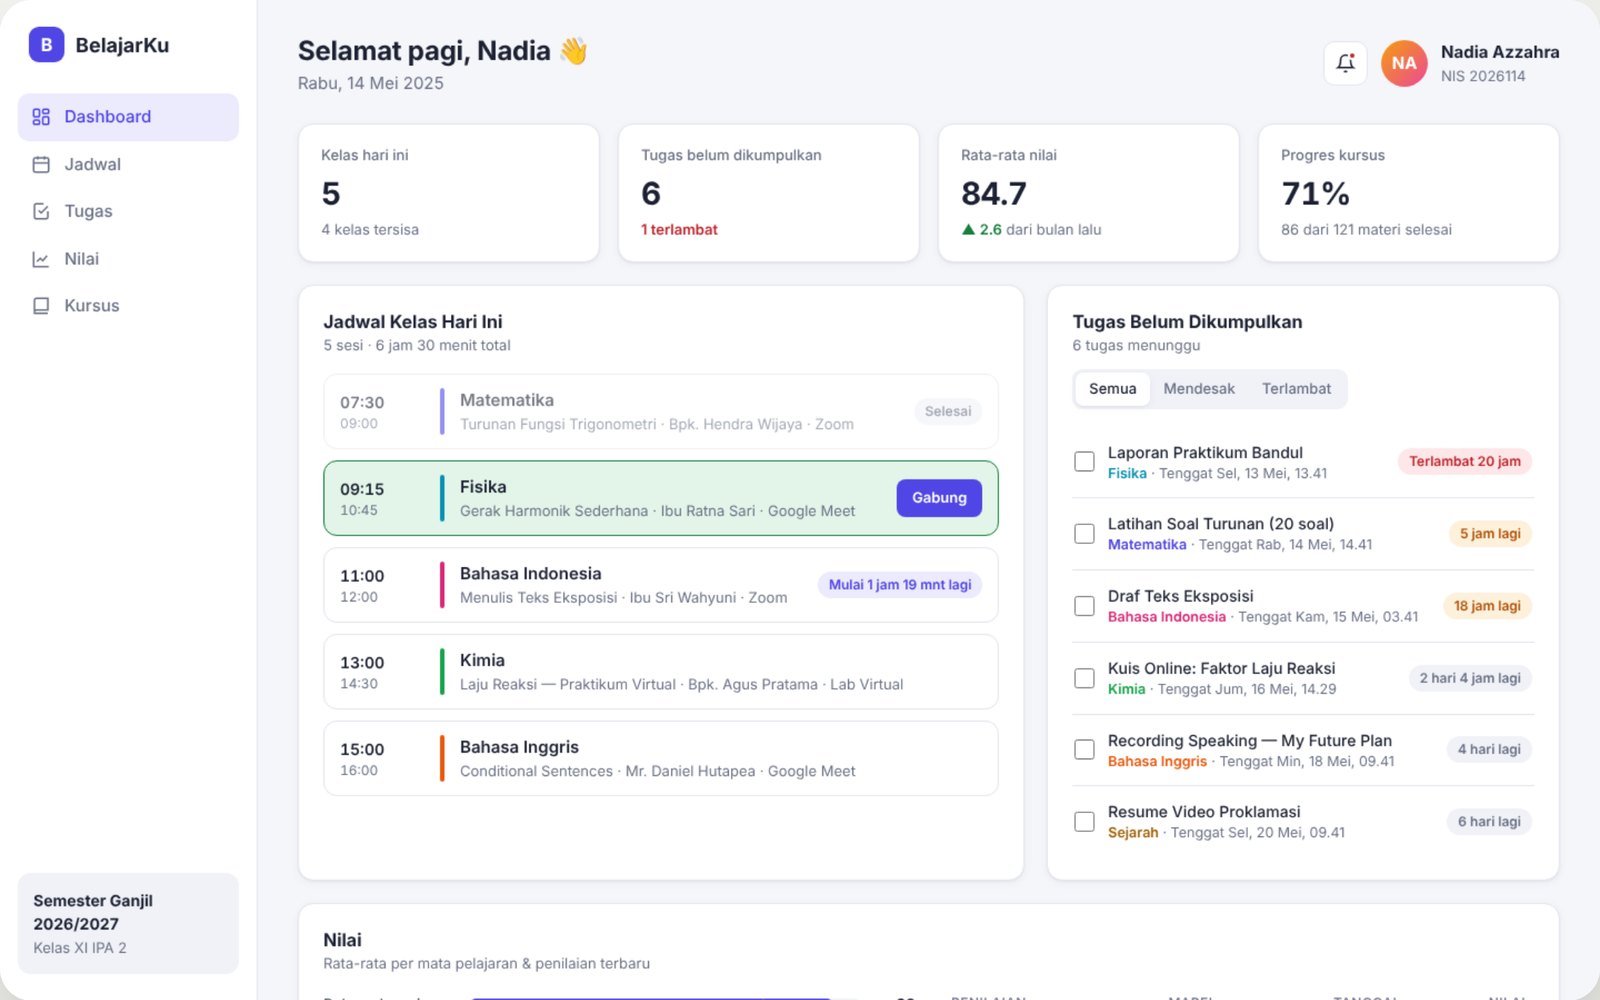 B BelajarKu
Dashboard
Jadwal
Tugas
Nilai
Kursus
Semester Ganjil
2026/2027
Kelas XI IPA 2
Selamat pagi, Nadia 👋
Rabu, 14 Mei 2025
NA
Nadia Azzahra
NIS 2026114
Kelas hari ini
5
4 kelas tersisa
Tugas belum dikumpulkan
6
1 terlambat
Rata-rata nilai
84.7
▲ 2.6 dari bulan lalu
Progres kursus
71%
86 dari 121 materi selesai
Jadwal Kelas Hari Ini
5 sesi · 6 jam 30 menit total
07:30
09:00
Matematika
Turunan Fungsi Trigonometri · Bpk. Hendra Wijaya · Zoom
Selesai
09:15
10:45
Fisika
Gerak Harmonik Sederhana · Ibu Ratna Sari · Google Meet
Gabung
11:00
12:00
Bahasa Indonesia
Menulis Teks Eksposisi · Ibu Sri Wahyuni · Zoom
Mulai 1 jam 19 mnt lagi
13:00
14:30
Kimia
Laju Reaksi — Praktikum Virtual · Bpk. Agus Pratama · Lab Virtual
15:00
16:00
Bahasa Inggris
Conditional Sentences · Mr. Daniel Hutapea · Google Meet
Tugas Belum Dikumpulkan
6 tugas menunggu
Semua Mendesak Terlambat
Laporan Praktikum Bandul
Fisika · Tenggat Sel, 13 Mei, 13.41
Terlambat 20 jam
Latihan Soal Turunan (20 soal)
Matematika · Tenggat Rab, 14 Mei, 14.41
5 jam lagi
Draf Teks Eksposisi
Bahasa Indonesia · Tenggat Kam, 15 Mei, 03.41
18 jam lagi
Kuis Online: Faktor Laju Reaksi
Kimia · Tenggat Jum, 16 Mei, 14.29
2 hari 4 jam lagi
Recording Speaking — My Future Plan
Bahasa Inggris · Tenggat Min, 18 Mei, 09.41
4 hari lagi
Resume Video Proklamasi
Sejarah · Tenggat Sel, 20 Mei, 09.41
6 hari lagi
Nilai
Rata-rata per mata pelajaran & penilaian terbaru
PENILAIAN MAPEL TANGGAL NILAI